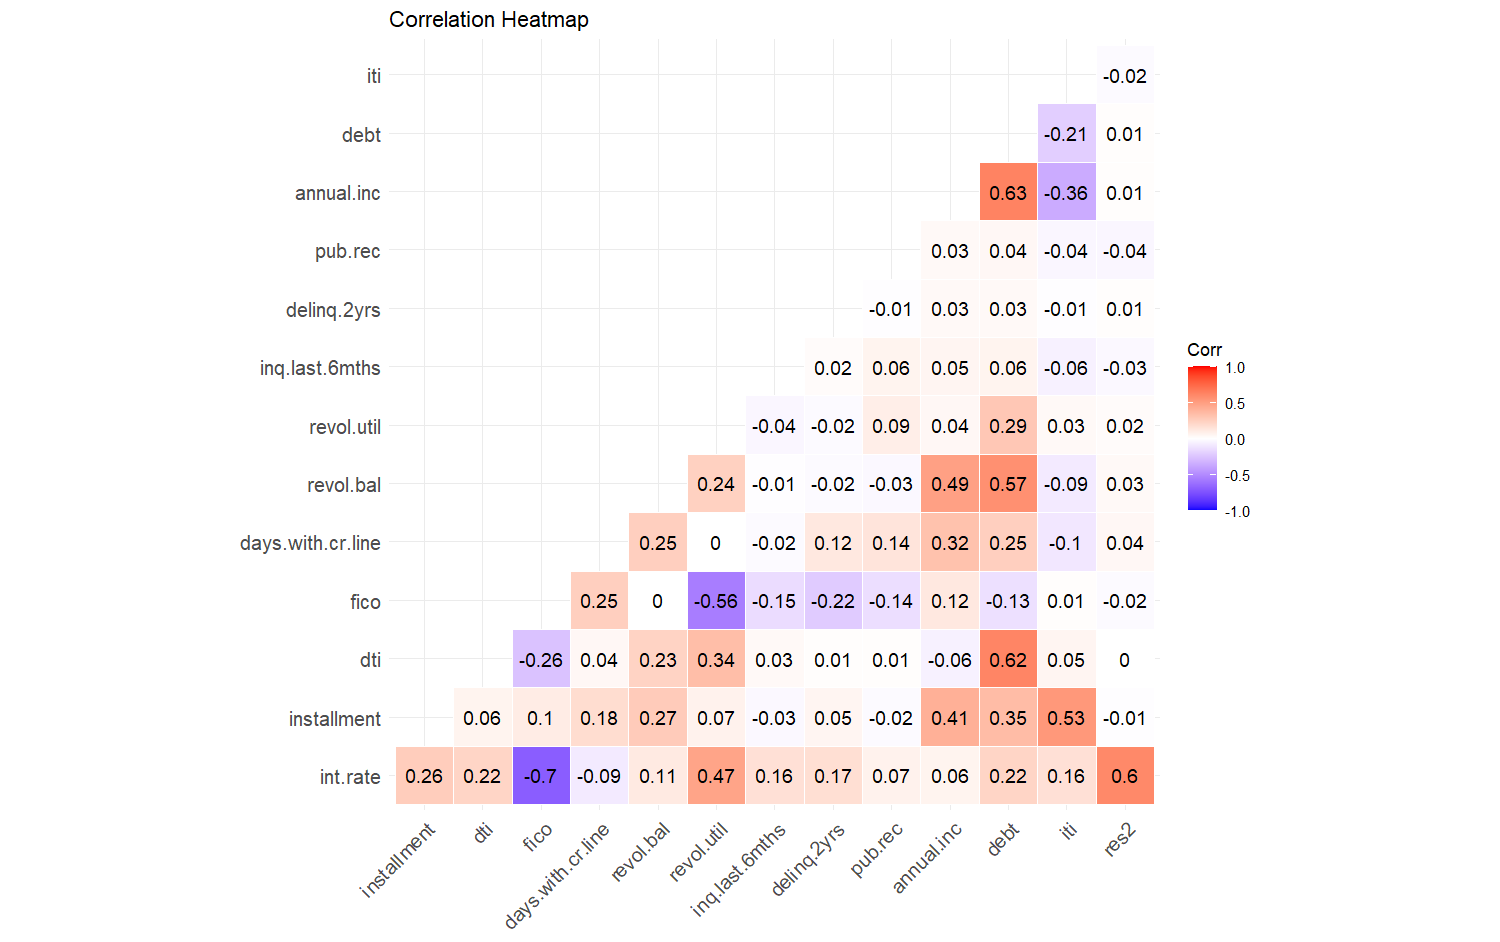 Correlation Heatmap
iti -0.02
debt -0.21 0.01
annual.inc 0.63 -0.36 0.01
pub.rec 0.03 0.04 -0.04 -0.04
delinq.2yrs -0.01 0.03 0.03 -0.01 0.01
inq.last.6mths 0.02 0.06 0.05 0.06 -0.06 -0.03
revol.util -0.04 -0.02 0.09 0.04 0.29 0.03 0.02
revol.bal 0.24 -0.01 -0.02 -0.03 0.49 0.57 -0.09 0.03
days.with.cr.line 0.25 0 -0.02 0.12 0.14 0.32 0.25 -0.1 0.04
fico 0.25 0 -0.56 -0.15 -0.22 -0.14 0.12 -0.13 0.01 -0.02
dti -0.26 0.04 0.23 0.34 0.03 0.01 0.01 -0.06 0.62 0.05 0
installment 0.06 0.1 0.18 0.27 0.07 -0.03 0.05 -0.02 0.41 0.35 0.53 -0.01
int.rate 0.26 0.22 -0.7 -0.09 0.11 0.47 0.16 0.17 0.07 0.06 0.22 0.16 0.6
installment dti fico days.with.cr.line revol.bal revol.util inq.last.6mths delinq.2yrs pub.rec annual.inc debt iti res2
Corr
1.0
0.5
0.0
-0.5
-1.0